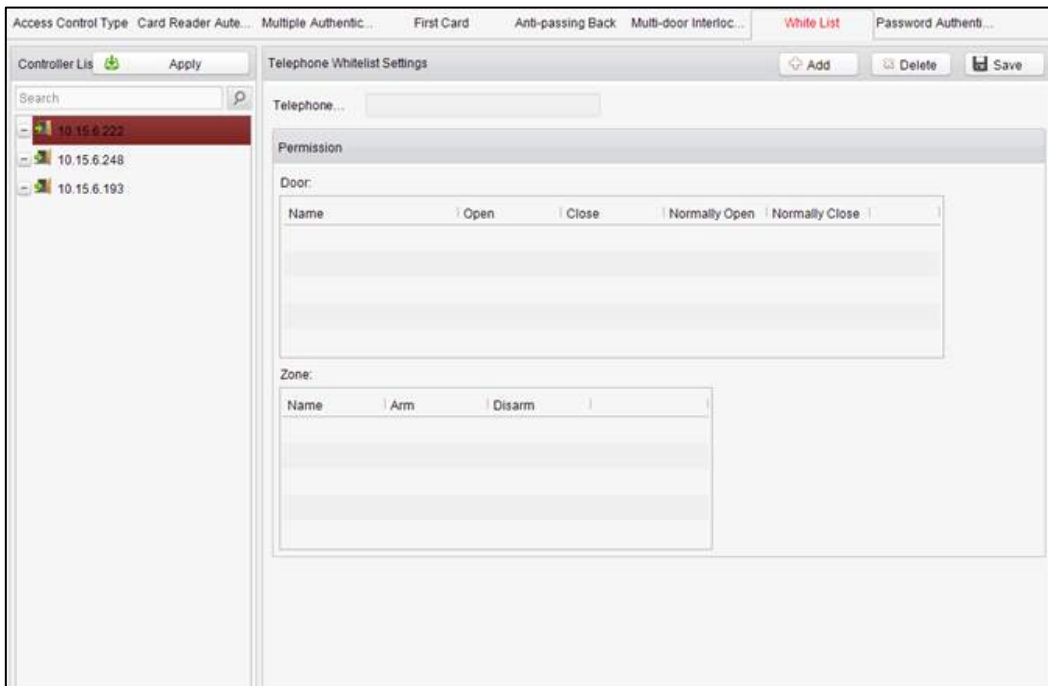 Access Control Type Card Reader Aute... Multiple Authentic... First Card Anti-passing Back Multi-door Interloc... White List Password Authenti...
Controller Lis Apply
Search
10.15.6.222
10.15.6.248
10.15.6.193
Telephone Whitelist Settings Add Delete Save
Telephone...
Permission
Door:
Name Open Close Normally Open Normally Close
Zone:
Name Arm Disarm